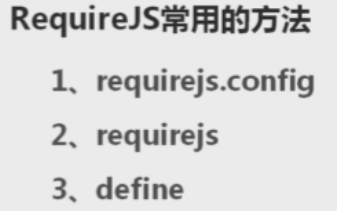 RequireJS常用的方法
1、requirejs.config
2、requirejs
3、define